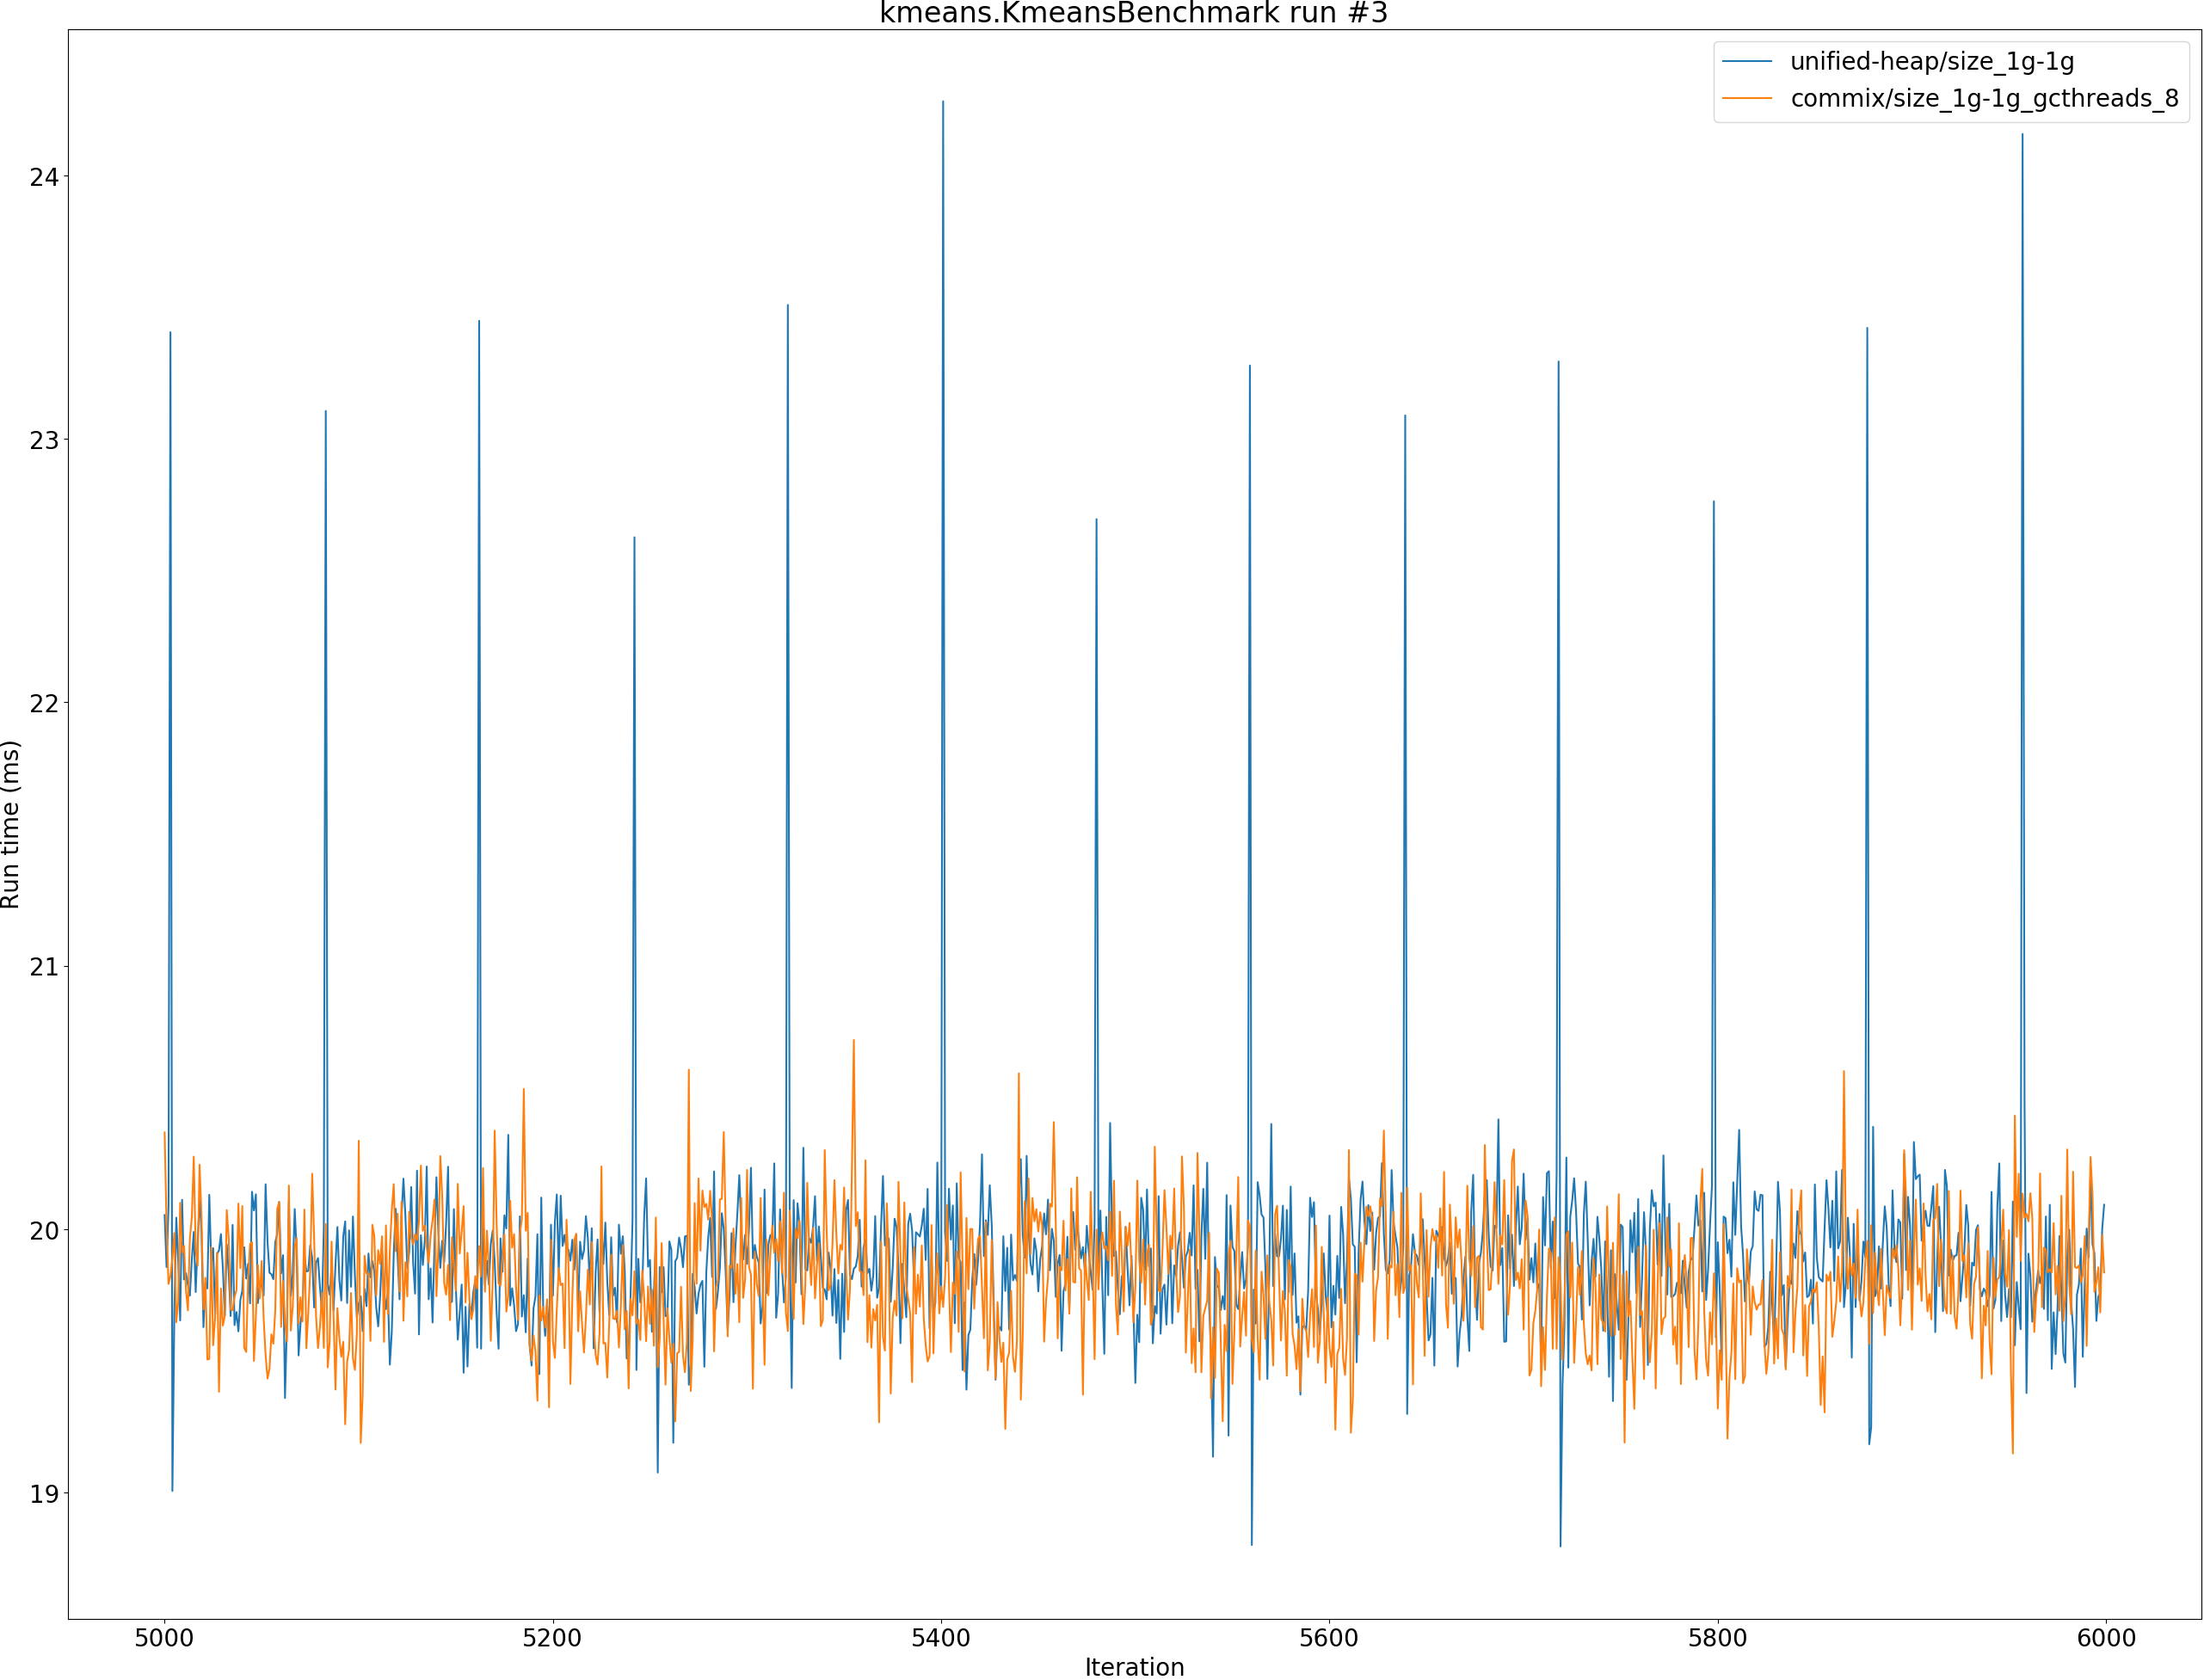 kmeans.KmeansBenchmark run #3
unified-heap/size_1g-1g
commix/size_1g-1g_gcthreads_8
Run time (ms)
24
23
22
21
20
19
5000
5200
5400
5600
5800
6000
Iteration